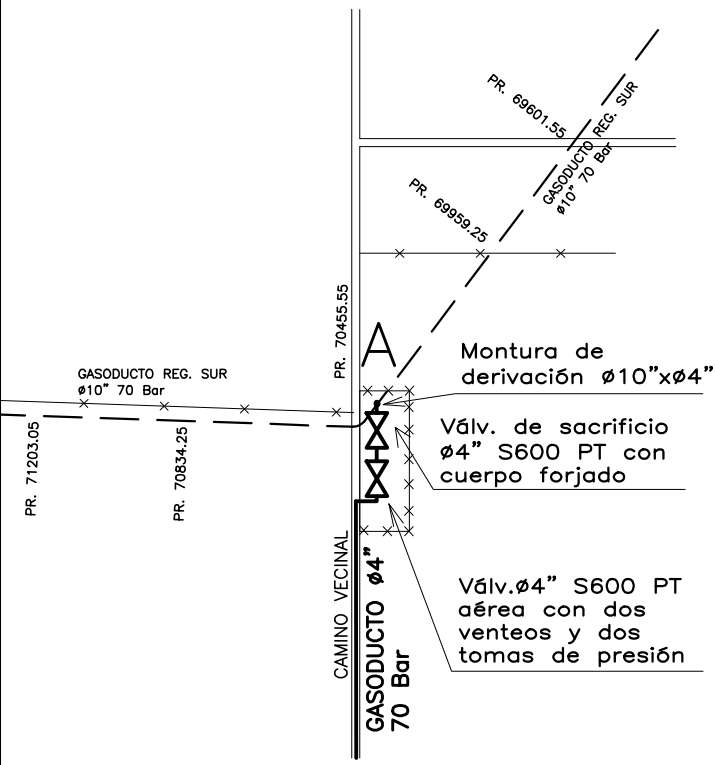 PR. 69601.55
GASODUCTO REG. SUR
ø10" 70 Bar
PR. 69959.25
PR. 70455.55
A
GASODUCTO REG. SUR
ø10" 70 Bar
Montura de
derivación ø10"xø4"
Válv. de sacrificio
ø4" S600 PT con
cuerpo forjado
PR. 71203.05
PR. 70834.25
CAMINO VECINAL
GASODUCTO ø4"
70 Bar
Válv.ø4" S600 PT
aérea con dos
venteos y dos
tomas de presión